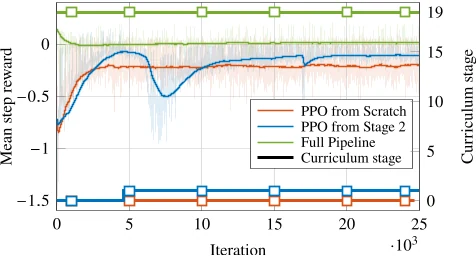 19
0
15
−0.5
10
−1
5
−1.5
0
Mean step reward
Curriculum stage
PPO from Scratch
PPO from Stage 2
Full Pipeline
Curriculum stage
0 5 10 15 20 25
Iteration
·10³